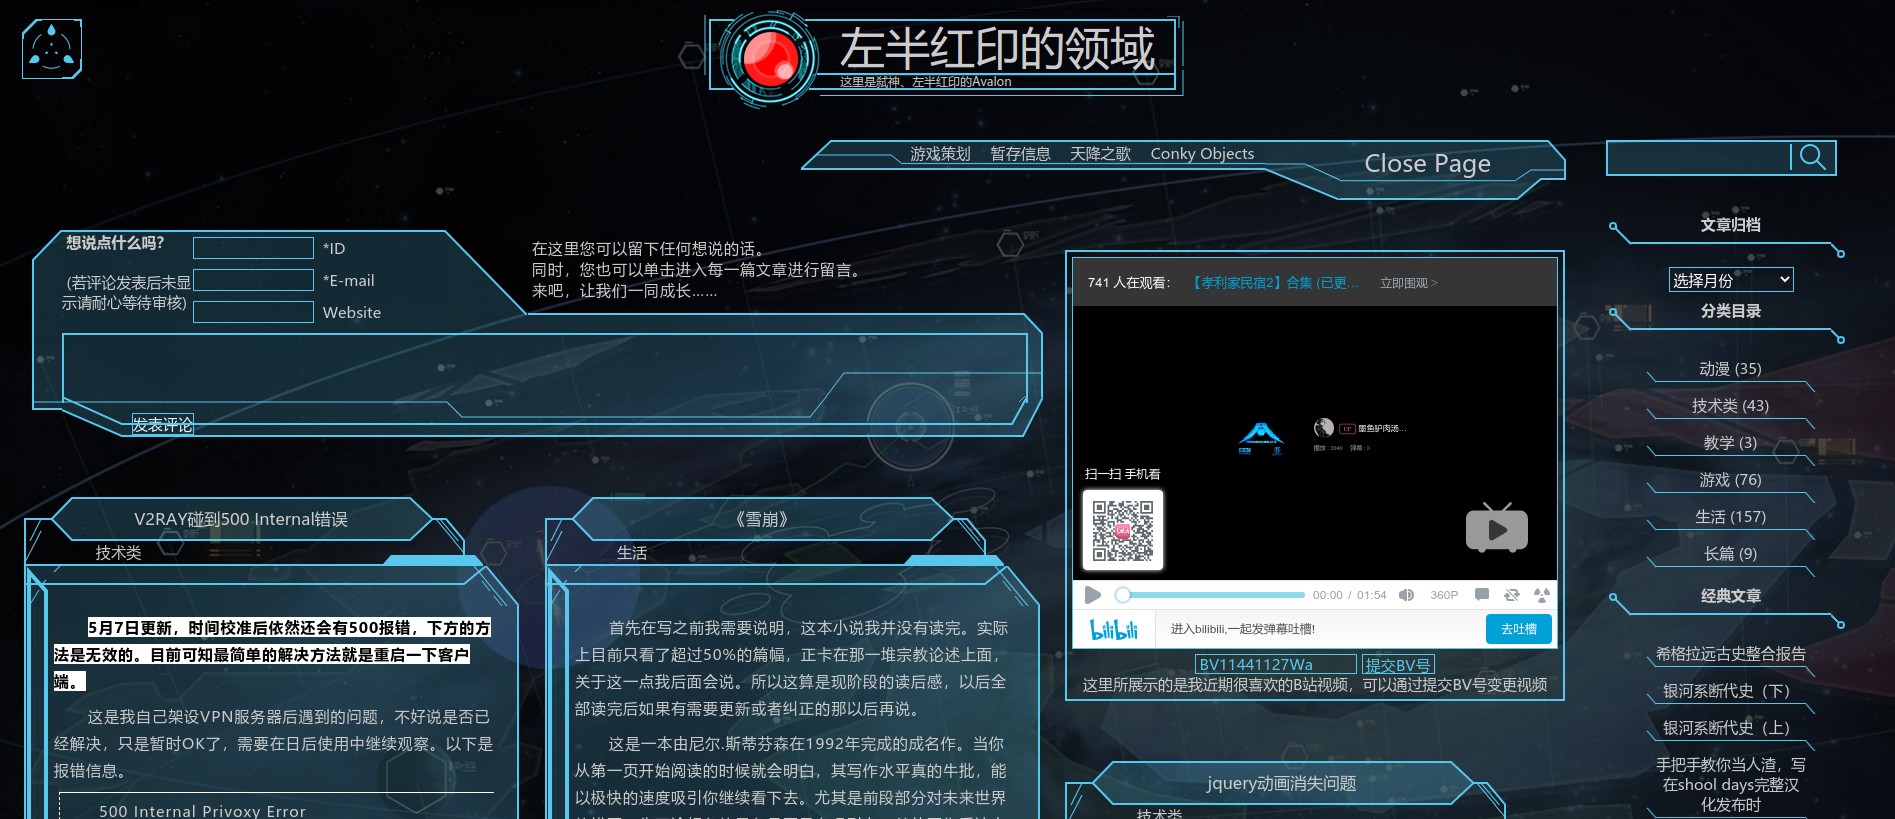 左半红印的领域
这里是弑神、左半红印的Avalon
游戏策划 暂存信息 天降之歌 Conky Objects
Close Page
想说点什么吗？
(若评论发表后未显
示请耐心等待审核)
*ID
*E-mail
Website
发表评论
在这里您可以留下任何想说的话。
同时，您也可以单击进入每一篇文章进行留言。
来吧，让我们一同成长……
V2RAY碰到500 Internal错误
技术类
5月7日更新，时间校准后依然还会有500报错，下方的方
法是无效的。目前可知最简单的解决方法就是重启一下客户
端。
这是我自己架设VPN服务器后遇到的问题，不好说是否已
经解决，只是暂时OK了，需要在日后使用中继续观察。以下是
报错信息。
500 Internal Privoxy Error
《雪崩》
生活
首先在写之前我需要说明，这本小说我并没有读完。实际
上目前只看了超过50%的篇幅，正卡在那一堆宗教论述上面，
关于这一点我后面会说。所以这算是现阶段的读后感，以后全
部读完后如果有需要更新或者纠正的那以后再说。
这是一本由尼尔.斯蒂芬森在1992年完成的成名作。当你
从第一页开始阅读的时候就会明白，其写作水平真的牛批，能
以极快的速度吸引你继续看下去。尤其是前段部分对未来世界
741 人在观看： 【孝利家民宿2】合集 (已更... 立即围观 >
UP 墨鱼驴肉汤...
扫一扫 手机看
00:00 / 01:54 360P
bilibili 进入bilibili,一起发弹幕吐槽! 去吐槽
BV11441127Wa 提交BV号
这里所展示的是我近期很喜欢的B站视频，可以通过提交BV号变更视频
jquery动画消失问题
技术类
文章归档
选择月份
分类目录
动漫 (35)
技术类 (43)
教学 (3)
游戏 (76)
生活 (157)
长篇 (9)
经典文章
希格拉远古史整合报告
银河系断代史（下）
银河系断代史（上）
手把手教你当人渣，写
在shool days完整汉
化发布时